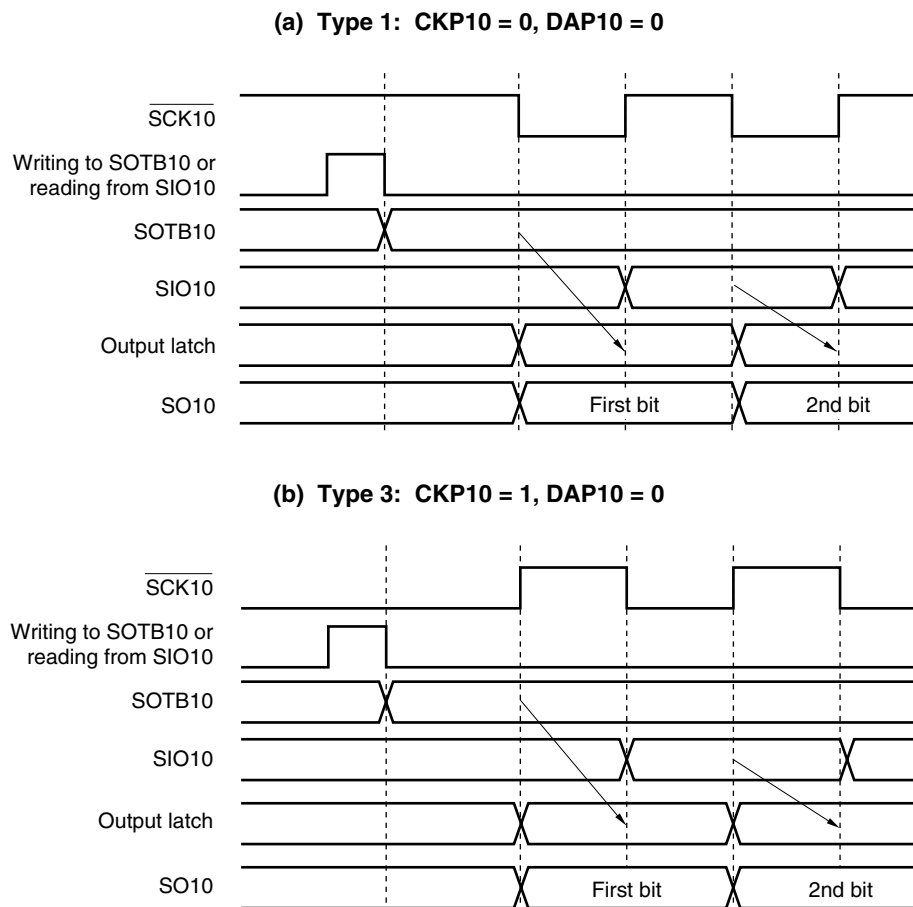 (a) Type 1: CKP10 = 0, DAP10 = 0
SCK10
Writing to SOTB10 or
reading from SIO10
SOTB10
SIO10
Output latch
SO10
First bit
2nd bit
(b) Type 3: CKP10 = 1, DAP10 = 0
SCK10
Writing to SOTB10 or
reading from SIO10
SOTB10
SIO10
Output latch
SO10
First bit
2nd bit